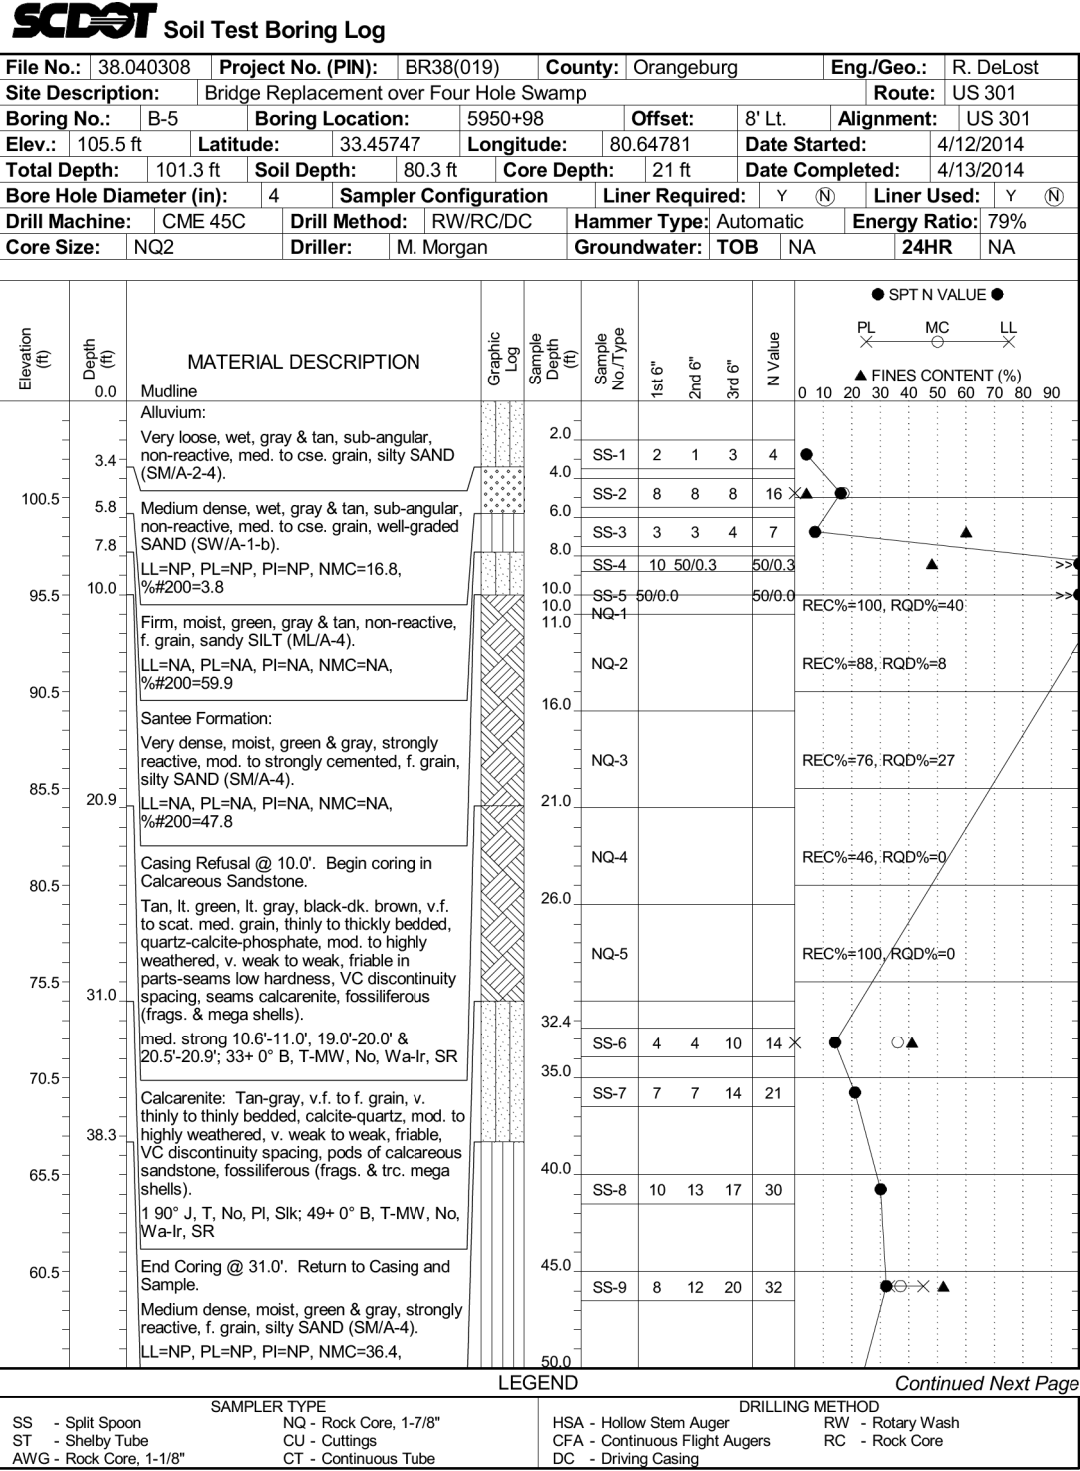 SCDOT Soil Test Boring Log
File No.: 38.040308 Project No. (PIN): BR38(019) County: Orangeburg Eng./Geo.: R. DeLost
Site Description: Bridge Replacement over Four Hole Swamp Route: US 301
Boring No.: B-5 Boring Location: 5950+98 Offset: 8' Lt. Alignment: US 301
Elev.: 105.5 ft Latitude: 33.45747 Longitude: 80.64781 Date Started: 4/12/2014
Total Depth: 101.3 ft Soil Depth: 80.3 ft Core Depth: 21 ft Date Completed: 4/13/2014
Bore Hole Diameter (in): 4 Sampler Configuration Liner Required: Y N Liner Used: Y N
Drill Machine: CME 45C Drill Method: RW/RC/DC Hammer Type: Automatic Energy Ratio: 79%
Core Size: NQ2 Driller: M. Morgan Groundwater: TOB NA 24HR NA
Elevation (ft)
Depth (ft)
MATERIAL DESCRIPTION
Graphic Log
Sample Depth (ft)
Sample No./Type
1st 6"
2nd 6"
3rd 6"
N Value
● SPT N VALUE ●
PL MC LL
▲ FINES CONTENT (%)
0 10 20 30 40 50 60 70 80 90
0.0 Mudline
Alluvium:
Very loose, wet, gray & tan, sub-angular,
non-reactive, med. to cse. grain, silty SAND
(SM/A-2-4).
3.4
Medium dense, wet, gray & tan, sub-angular,
non-reactive, med. to cse. grain, well-graded
SAND (SW/A-1-b).
LL=NP, PL=NP, PI=NP, NMC=16.8,
%#200=3.8
100.5
5.8
7.8
Firm, moist, green, gray & tan, non-reactive,
f. grain, sandy SILT (ML/A-4).
LL=NA, PL=NA, PI=NA, NMC=NA,
%#200=59.9
95.5
10.0
90.5
Santee Formation:
Very dense, moist, green & gray, strongly
reactive, mod. to strongly cemented, f. grain,
silty SAND (SM/A-4).
LL=NA, PL=NA, PI=NA, NMC=NA,
%#200=47.8
85.5
20.9
Casing Refusal @ 10.0'. Begin coring in
Calcareous Sandstone.
Tan, lt. green, lt. gray, black-dk. brown, v.f.
to scat. med. grain, thinly to thickly bedded,
quartz-calcite-phosphate, mod. to highly
weathered, v. weak to weak, friable in
parts-seams low hardness, VC discontinuity
spacing, seams calcarenite, fossiliferous
(frags. & mega shells).
med. strong 10.6'-11.0', 19.0'-20.0' &
20.5'-20.9'; 33+ 0° B, T-MW, No, Wa-Ir, SR
80.5
75.5
31.0
70.5
Calcarenite: Tan-gray, v.f. to f. grain, v.
thinly to thinly bedded, calcite-quartz, mod. to
highly weathered, v. weak to weak, friable,
VC discontinuity spacing, pods of calcareous
sandstone, fossiliferous (frags. & trc. mega
shells).
1 90° J, T, No, Pl, Slk; 49+ 0° B, T-MW, No,
Wa-Ir, SR
38.3
65.5
60.5
End Coring @ 31.0'. Return to Casing and
Sample.
Medium dense, moist, green & gray, strongly
reactive, f. grain, silty SAND (SM/A-4).
LL=NP, PL=NP, PI=NP, NMC=36.4,
2.0
SS-1 2 1 3 4
4.0
SS-2 8 8 8 16
6.0
SS-3 3 3 4 7
8.0
SS-4 10 50/0.3 50/0.3 >>
10.0
SS-5 50/0.0 50/0.0 >>
10.0
NQ-1 REC%=100, RQD%=40
11.0
NQ-2 REC%=88, RQD%=8
16.0
NQ-3 REC%=76, RQD%=27
21.0
NQ-4 REC%=46, RQD%=0
26.0
NQ-5 REC%=100, RQD%=0
32.4
SS-6 4 4 10 14
35.0
SS-7 7 7 14 21
40.0
SS-8 10 13 17 30
45.0
SS-9 8 12 20 32
50.0
LEGEND
Continued Next Page
SAMPLER TYPE
SS - Split Spoon NQ - Rock Core, 1-7/8"
ST - Shelby Tube CU - Cuttings
AWG - Rock Core, 1-1/8" CT - Continuous Tube
DRILLING METHOD
HSA - Hollow Stem Auger RW - Rotary Wash
CFA - Continuous Flight Augers RC - Rock Core
DC - Driving Casing